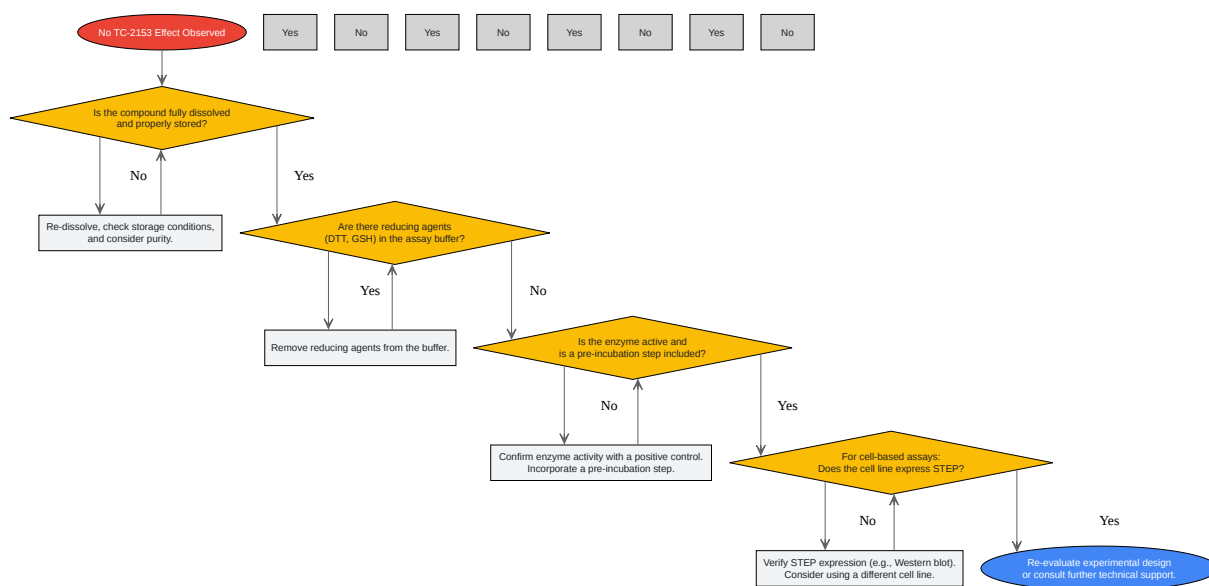 No TC-2153 Effect Observed
Yes
No
Yes
No
Yes
No
Yes
No
Is the compound fully dissolved
and properly stored?
No
Yes
Re-dissolve, check storage conditions,
and consider purity.
Are there reducing agents
(DTT, GSH) in the assay buffer?
Yes
No
Remove reducing agents from the buffer.
Is the enzyme active and
is a pre-incubation step included?
No
Yes
Confirm enzyme activity with a positive control.
Incorporate a pre-incubation step.
For cell-based assays:
Does the cell line express STEP?
No
Yes
Verify STEP expression (e.g., Western blot).
Consider using a different cell line.
Re-evaluate experimental design
or consult further technical support.